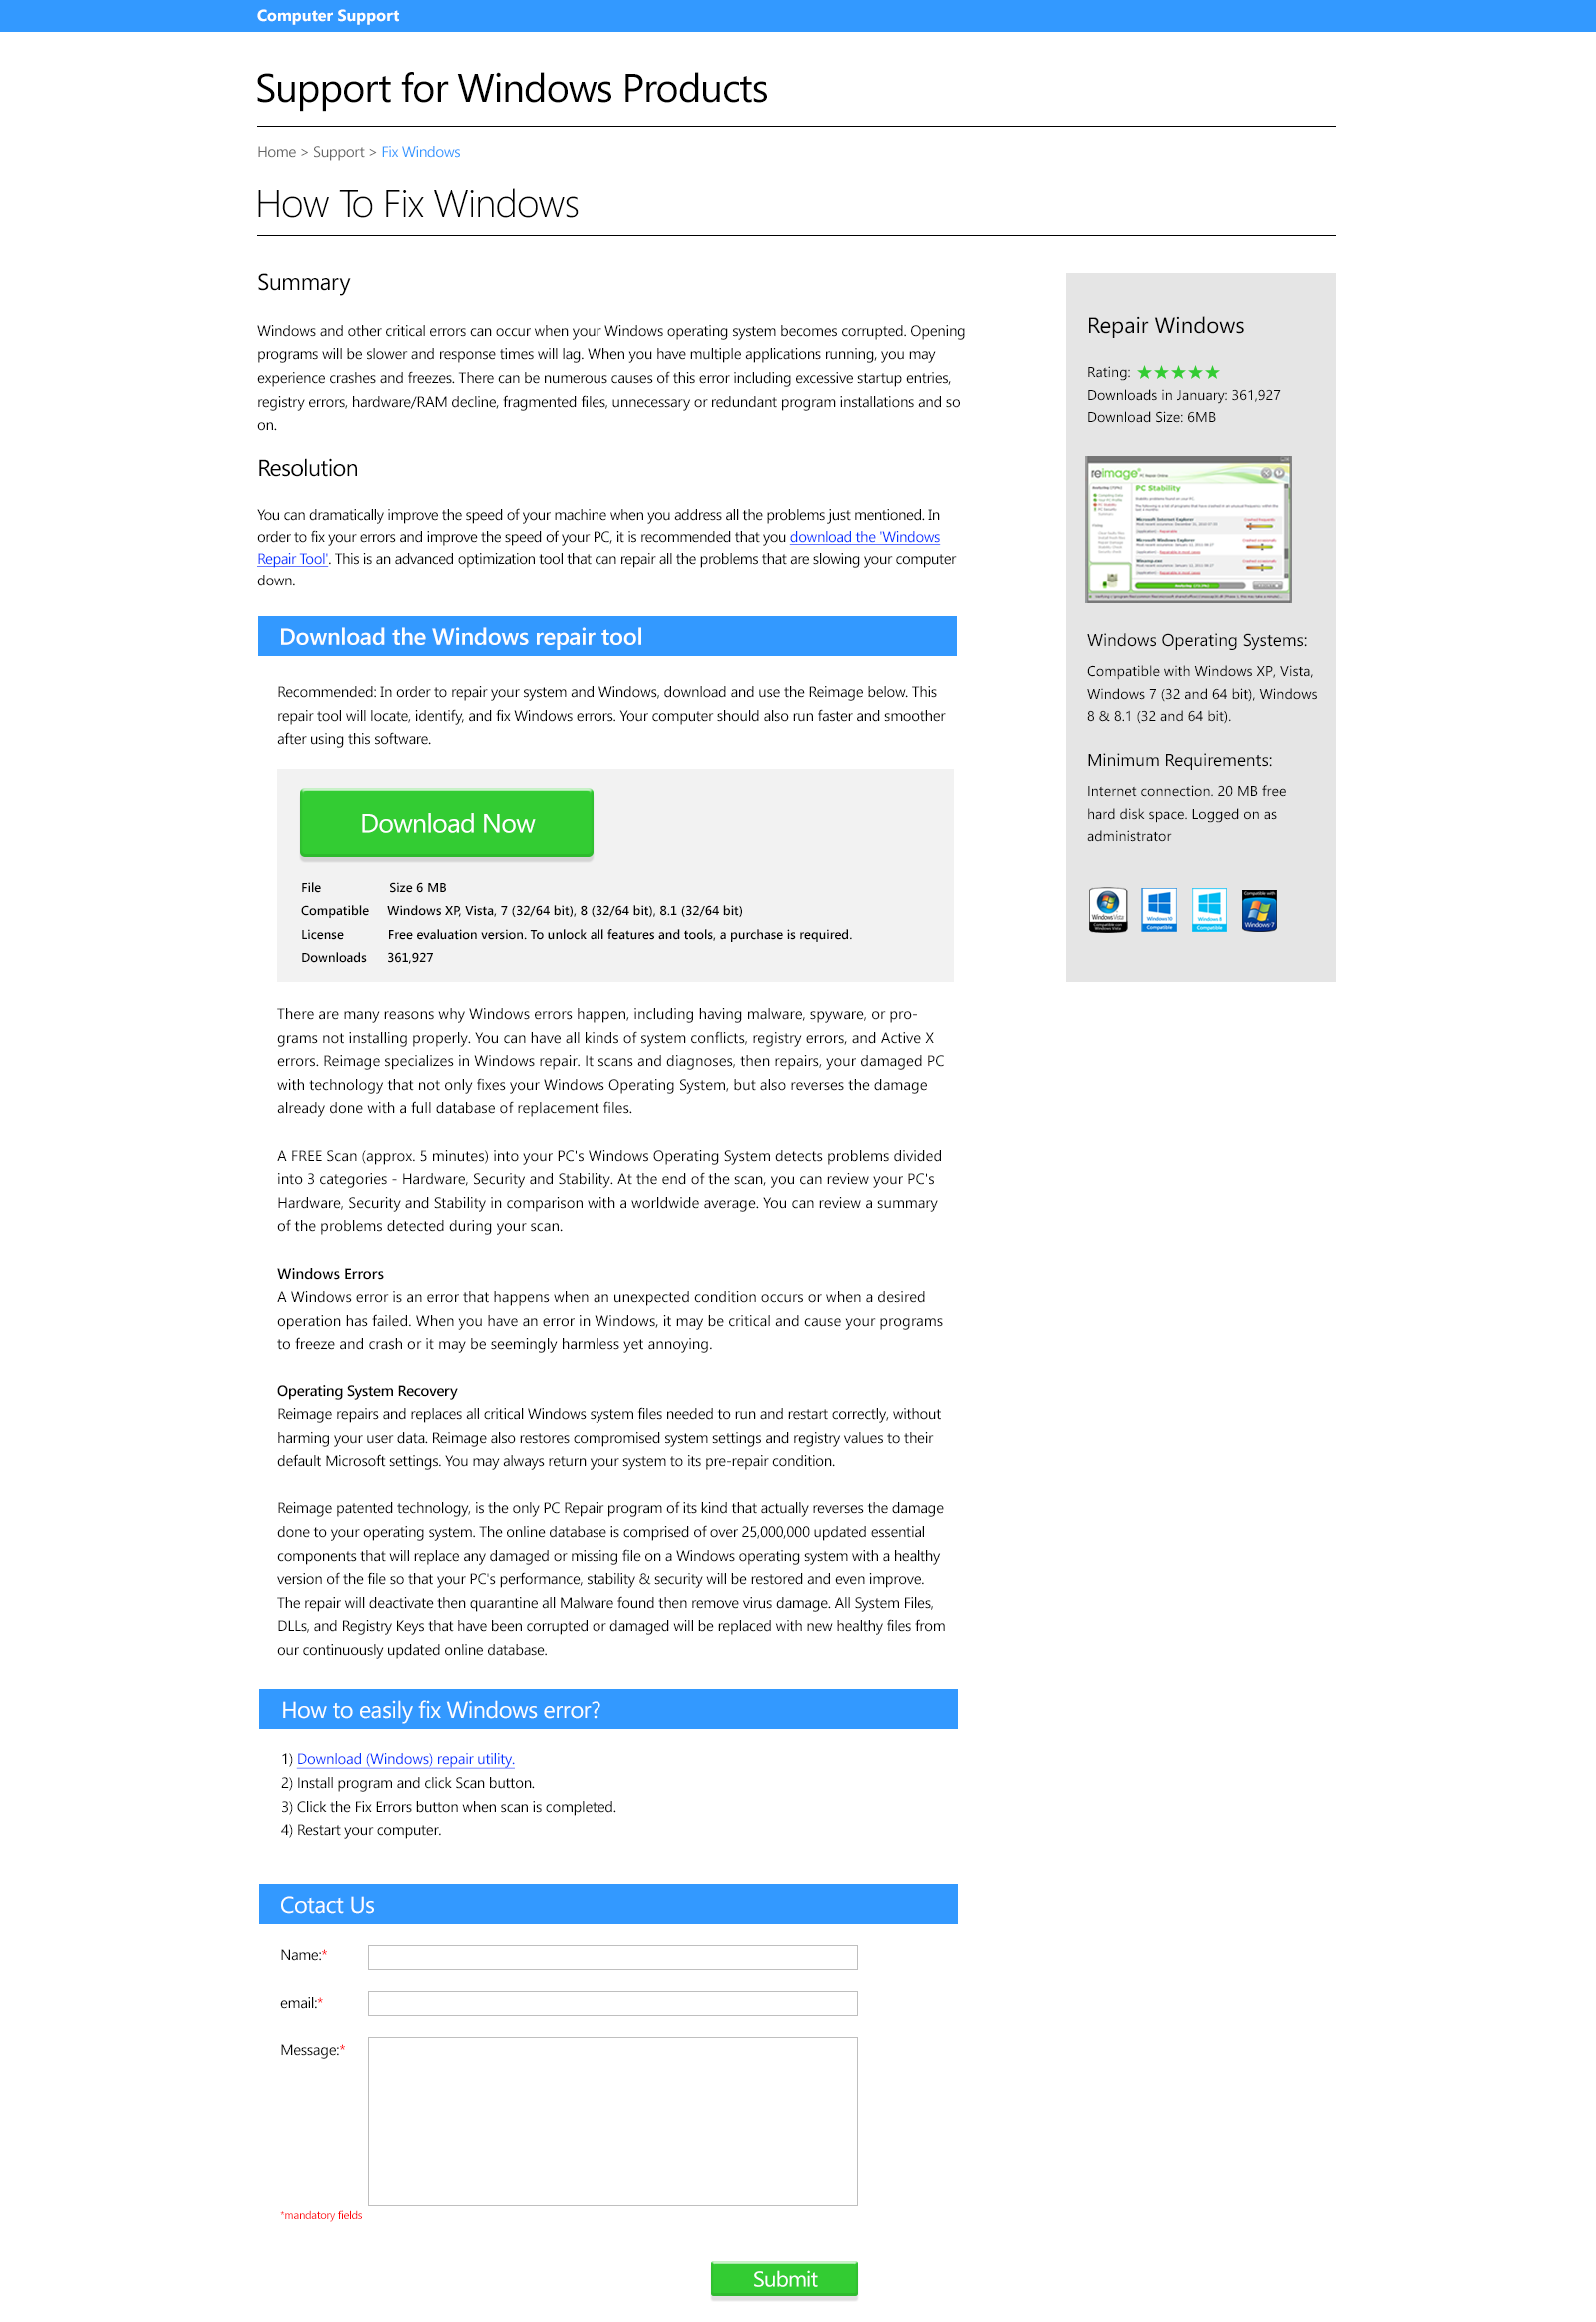 Computer Support
Support for Windows Products
Home > Support > Fix Windows
How To Fix Windows
Summary
Windows and other critical errors can occur when your Windows operating system becomes corrupted. Opening
programs will be slower and response times will lag. When you have multiple applications running, you may
experience crashes and freezes. There can be numerous causes of this error including excessive startup entries,
registry errors, hardware/RAM decline, fragmented files, unnecessary or redundant program installations and so
on.
Resolution
You can dramatically improve the speed of your machine when you address all the problems just mentioned. In
order to fix your errors and improve the speed of your PC, it is recommended that you download the 'Windows
Repair Tool'. This is an advanced optimization tool that can repair all the problems that are slowing your computer
down.
Download the Windows repair tool
Recommended: In order to repair your system and Windows, download and use the Reimage below. This
repair tool will locate, identify, and fix Windows errors. Your computer should also run faster and smoother
after using this software.
Download Now
File Size 6 MB
Compatible Windows XP, Vista, 7 (32/64 bit), 8 (32/64 bit), 8.1 (32/64 bit)
License Free evaluation version. To unlock all features and tools, a purchase is required.
Downloads 361,927
There are many reasons why Windows errors happen, including having malware, spyware, or pro-
grams not installing properly. You can have all kinds of system conflicts, registry errors, and Active X
errors. Reimage specializes in Windows repair. It scans and diagnoses, then repairs, your damaged PC
with technology that not only fixes your Windows Operating System, but also reverses the damage
already done with a full database of replacement files.
A FREE Scan (approx. 5 minutes) into your PC's Windows Operating System detects problems divided
into 3 categories - Hardware, Security and Stability. At the end of the scan, you can review your PC's
Hardware, Security and Stability in comparison with a worldwide average. You can review a summary
of the problems detected during your scan.
Windows Errors
A Windows error is an error that happens when an unexpected condition occurs or when a desired
operation has failed. When you have an error in Windows, it may be critical and cause your programs
to freeze and crash or it may be seemingly harmless yet annoying.
Operating System Recovery
Reimage repairs and replaces all critical Windows system files needed to run and restart correctly, without
harming your user data. Reimage also restores compromised system settings and registry values to their
default Microsoft settings. You may always return your system to its pre-repair condition.
Reimage patented technology, is the only PC Repair program of its kind that actually reverses the damage
done to your operating system. The online database is comprised of over 25,000,000 updated essential
components that will replace any damaged or missing file on a Windows operating system with a healthy
version of the file so that your PC's performance, stability & security will be restored and even improve.
The repair will deactivate then quarantine all Malware found then remove virus damage. All System Files,
DLLs, and Registry Keys that have been corrupted or damaged will be replaced with new healthy files from
our continuously updated online database.
How to easily fix Windows error?
1) Download (Windows) repair utility.
2) Install program and click Scan button.
3) Click the Fix Errors button when scan is completed.
4) Restart your computer.
Cotact Us
Name:*
email:*
Message:*
*mandatory fields
Submit
Repair Windows
Rating:
Downloads in January: 361,927
Download Size: 6MB
reimage PC Repair Online
PC Stability
Microsoft Internet Explorer
Microsoft Windows Explorer
Windows Operating Systems:
Compatible with Windows XP, Vista,
Windows 7 (32 and 64 bit), Windows
8 & 8.1 (32 and 64 bit).
Minimum Requirements:
Internet connection. 20 MB free
hard disk space. Logged on as
administrator
Windows Vista
Windows 10
Compatible
Windows 8
Compatible
Compatible with
Windows 7